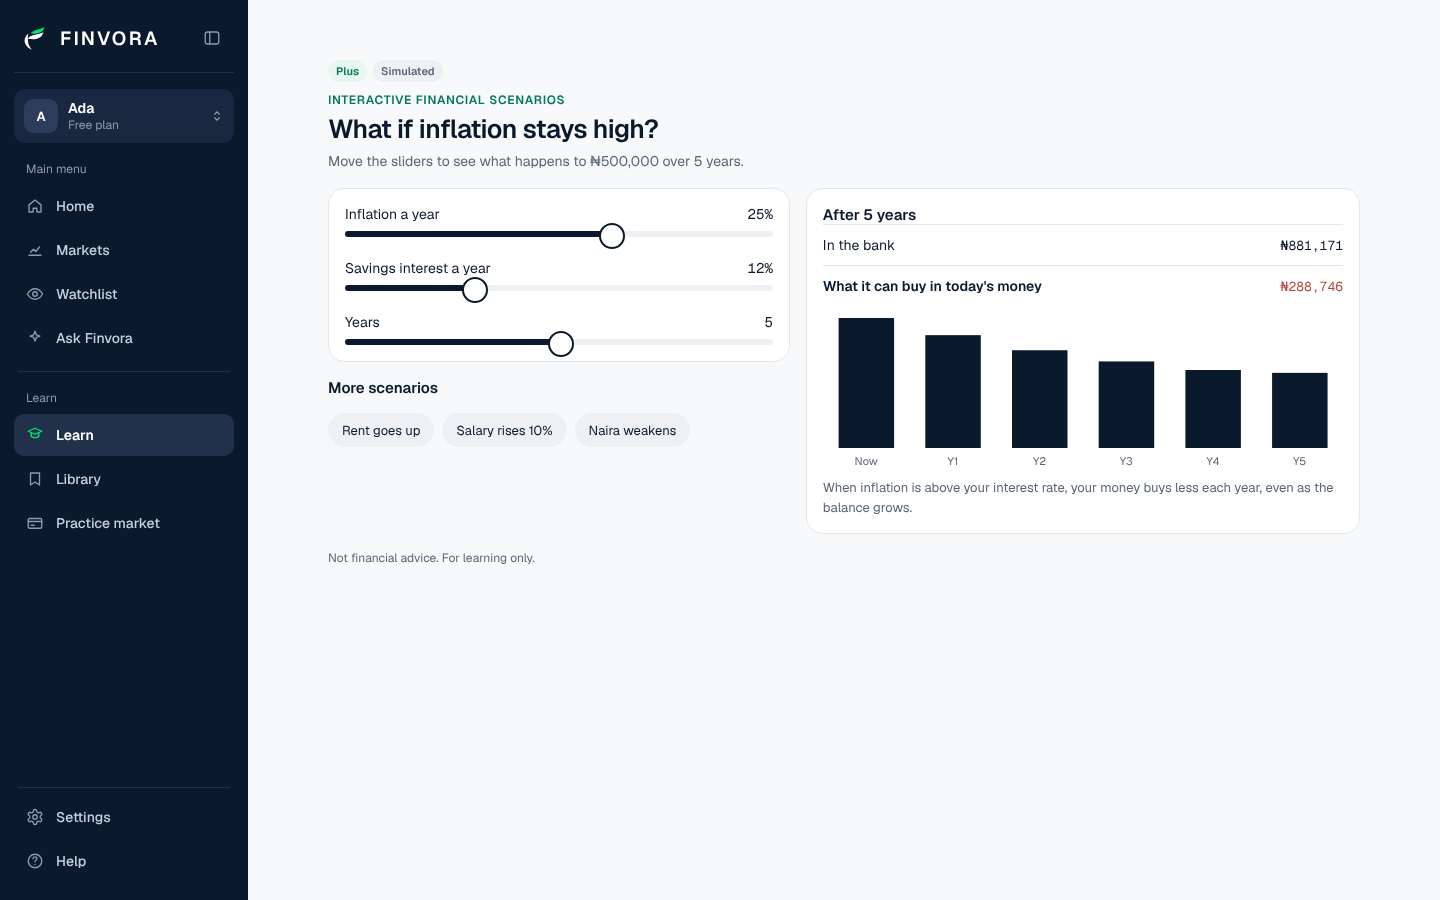 FINVORA
A
Ada
Free plan
Main menu
Home
Markets
Watchlist
Ask Finvora
Learn
Learn
Library
Practice market
Settings
Help
Plus
Simulated
INTERACTIVE FINANCIAL SCENARIOS
What if inflation stays high?
Move the sliders to see what happens to ₦500,000 over 5 years.
Inflation a year
25%
Savings interest a year
12%
Years
5
More scenarios
Rent goes up
Salary rises 10%
Naira weakens
After 5 years
In the bank
₦881,171
What it can buy in today's money
₦288,746
Now
Y1
Y2
Y3
Y4
Y5
When inflation is above your interest rate, your money buys less each year, even as the
balance grows.
Not financial advice. For learning only.